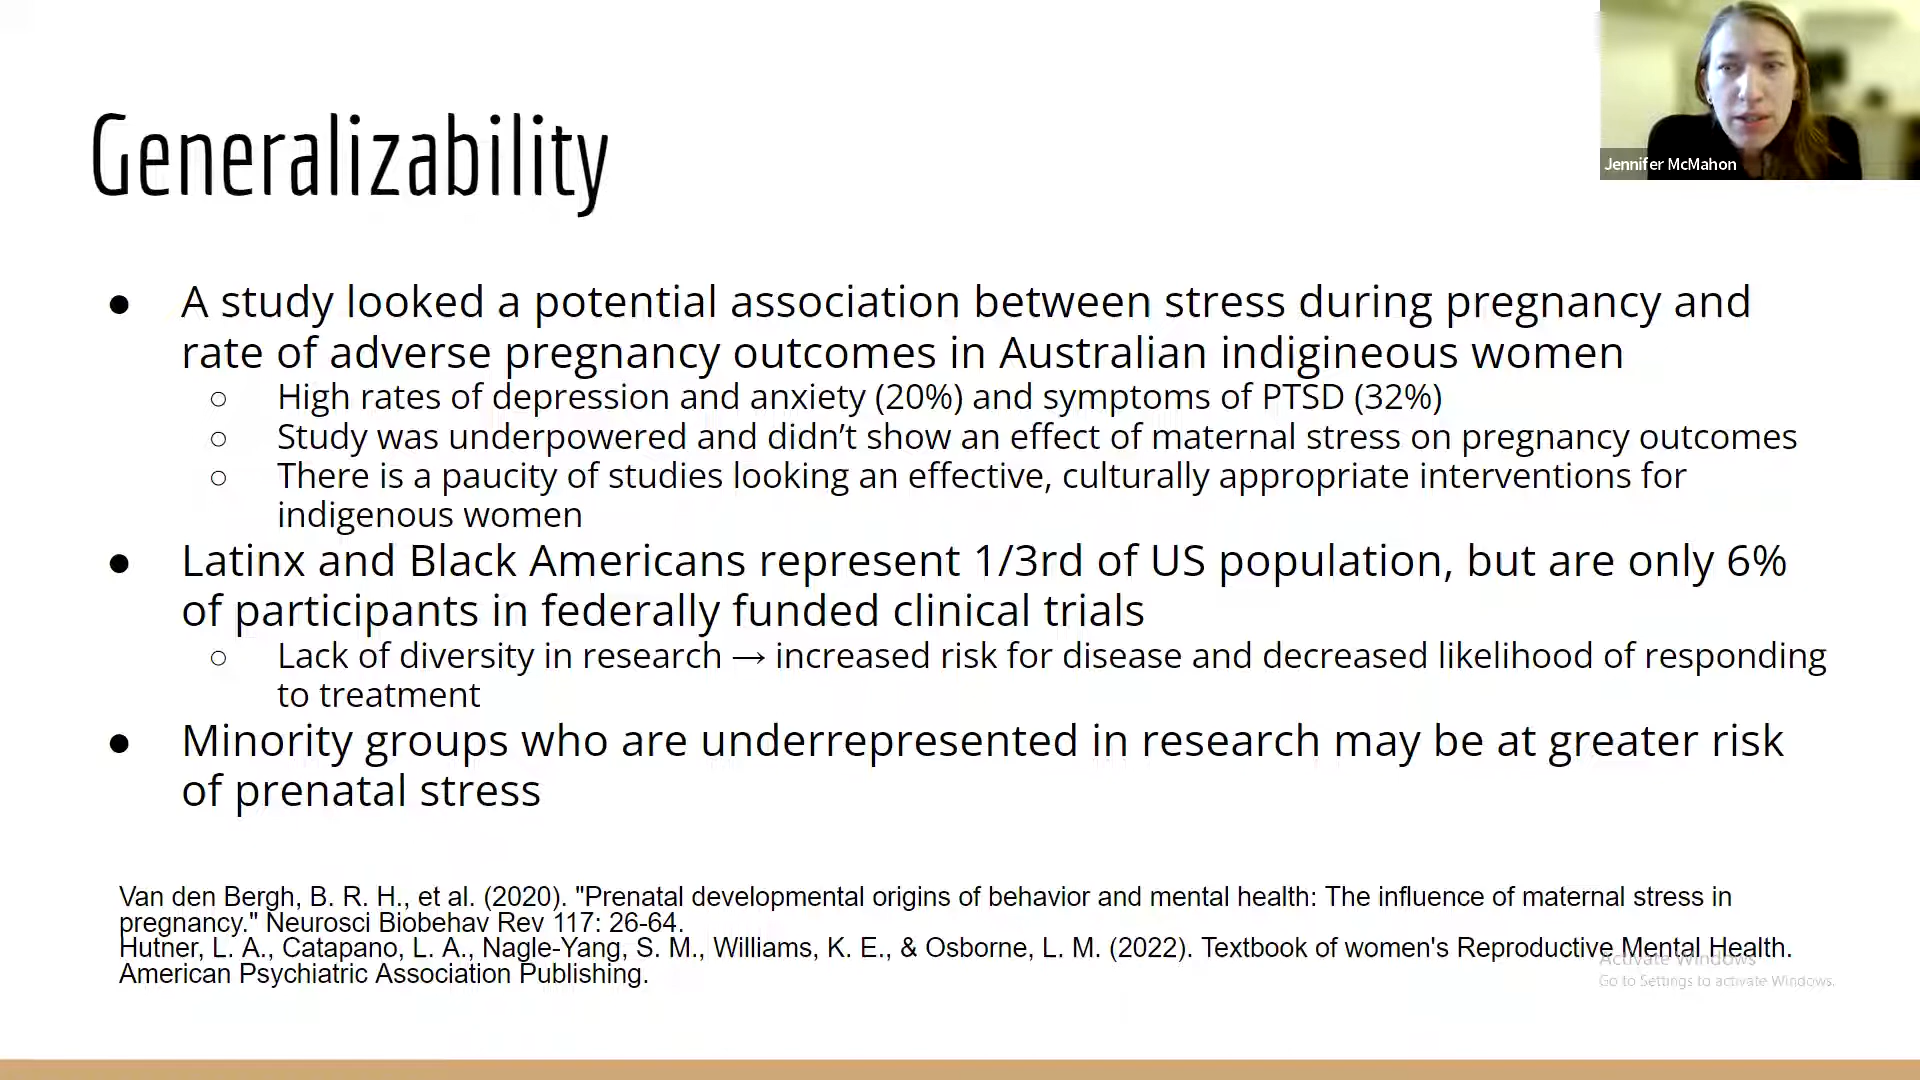 Generalizability
Jennifer McMahon
● A study looked a potential association between stress during pregnancy and
rate of adverse pregnancy outcomes in Australian indigineous women
○ High rates of depression and anxiety (20%) and symptoms of PTSD (32%)
○ Study was underpowered and didn’t show an effect of maternal stress on pregnancy outcomes
○ There is a paucity of studies looking an effective, culturally appropriate interventions for
indigenous women
● Latinx and Black Americans represent 1/3rd of US population, but are only 6%
of participants in federally funded clinical trials
○ Lack of diversity in research → increased risk for disease and decreased likelihood of responding
to treatment
● Minority groups who are underrepresented in research may be at greater risk
of prenatal stress
Van den Bergh, B. R. H., et al. (2020). "Prenatal developmental origins of behavior and mental health: The influence of maternal stress in
pregnancy." Neurosci Biobehav Rev 117: 26-64.
Hutner, L. A., Catapano, L. A., Nagle-Yang, S. M., Williams, K. E., & Osborne, L. M. (2022). Textbook of women's Reproductive Mental Health.
American Psychiatric Association Publishing.
Activate Windows
Go to Settings to activate Windows.